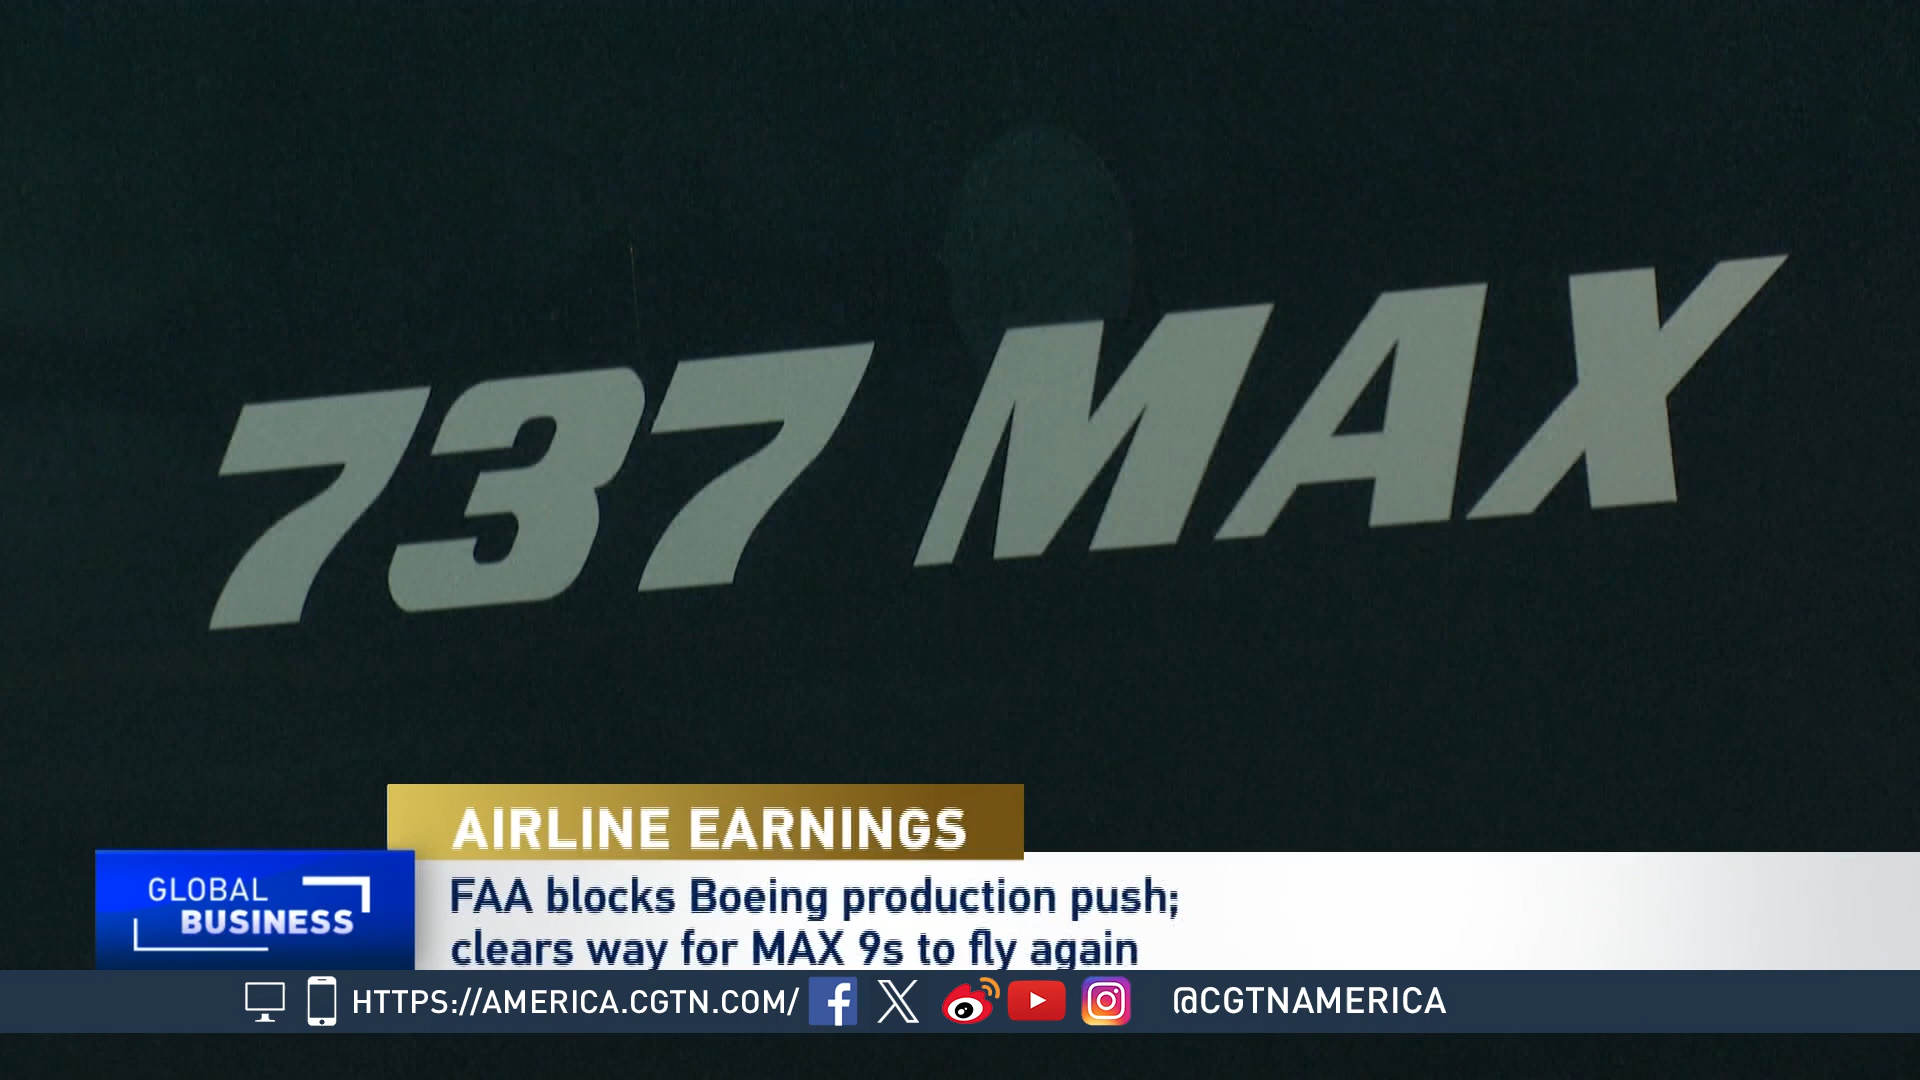 737 MAX
AIRLINE EARNINGS
GLOBAL
BUSINESS
FAA blocks Boeing production push;
clears way for MAX 9s to fly again
HTTPS://AMERICA.CGTN.COM/
@CGTNAMERICA